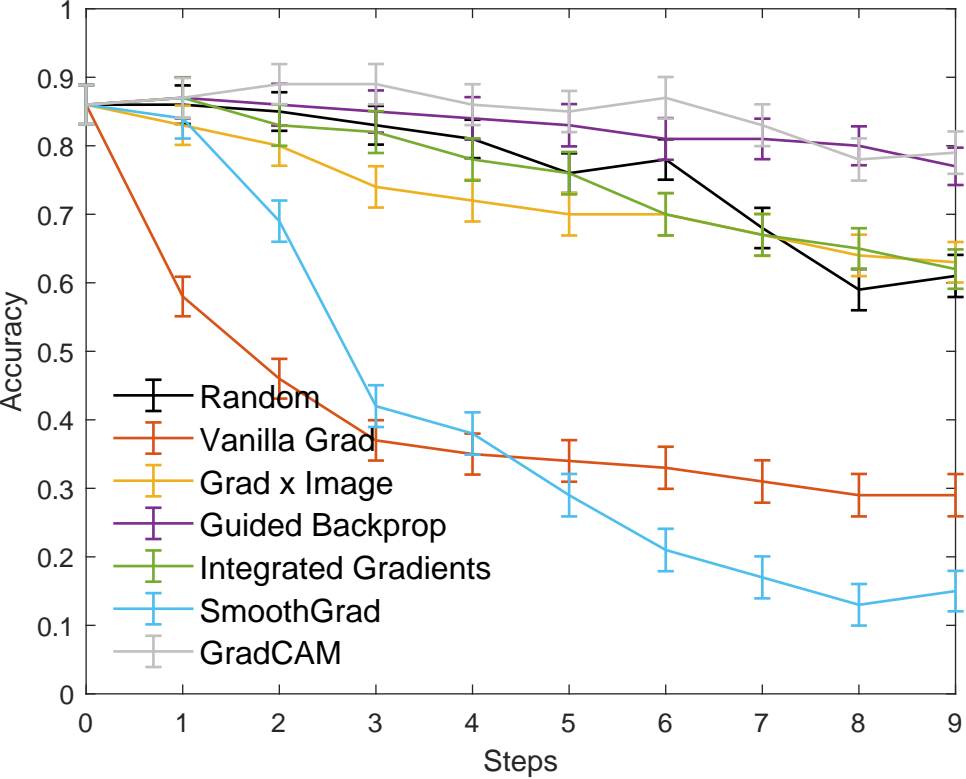 1
0.9
0.8
0.7
0.6
0.5
0.4
0.3
0.2
0.1
0
Accuracy
Random
Vanilla Grad
Grad x Image
Guided Backprop
Integrated Gradients
SmoothGrad
GradCAM
0 1 2 3 4 5 6 7 8 9
Steps